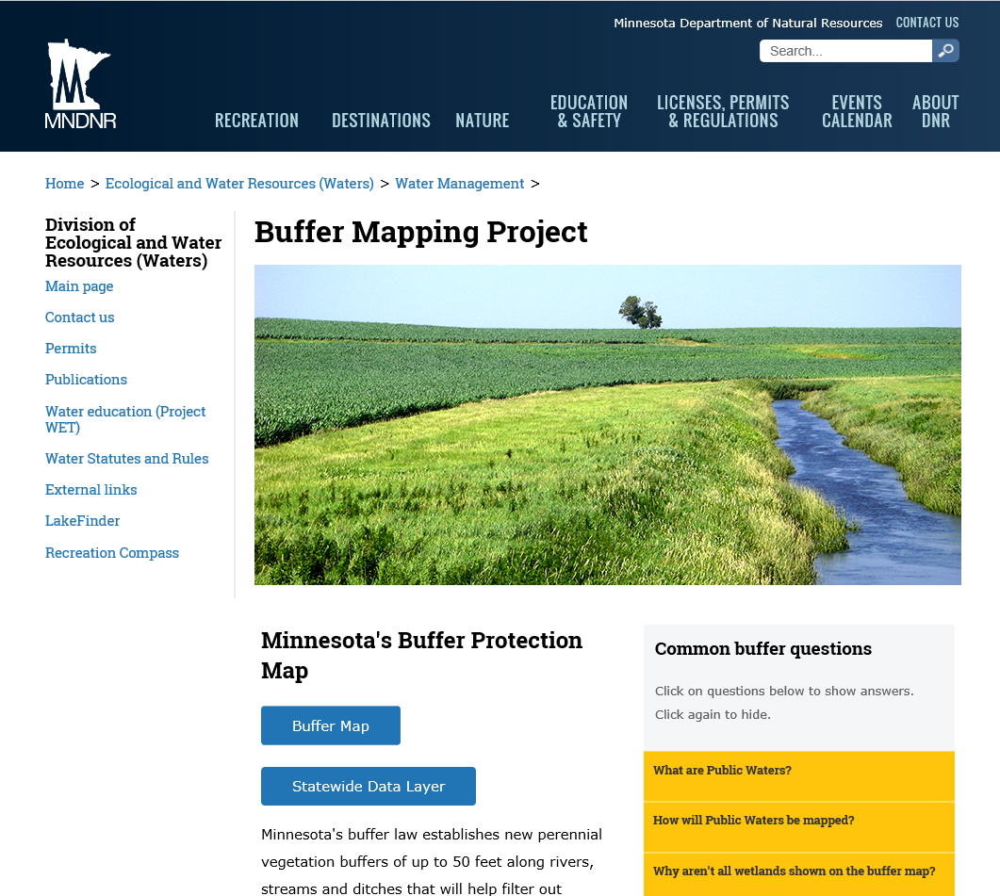 Minnesota Department of Natural Resources CONTACT US
Search...
MNDNR
RECREATION
DESTINATIONS
NATURE
EDUCATION
& SAFETY
LICENSES, PERMITS
& REGULATIONS
EVENTS
CALENDAR
ABOUT
DNR
Home > Ecological and Water Resources (Waters) > Water Management >
Division of
Ecological and Water
Resources (Waters)
Main page
Contact us
Permits
Publications
Water education (Project
WET)
Water Statutes and Rules
External links
LakeFinder
Recreation Compass
Buffer Mapping Project
Minnesota's Buffer Protection
Map
Buffer Map
Statewide Data Layer
Minnesota's buffer law establishes new perennial
vegetation buffers of up to 50 feet along rivers,
streams and ditches that will help filter out
Common buffer questions
Click on questions below to show answers.
Click again to hide.
What are Public Waters?
How will Public Waters be mapped?
Why aren't all wetlands shown on the buffer map?